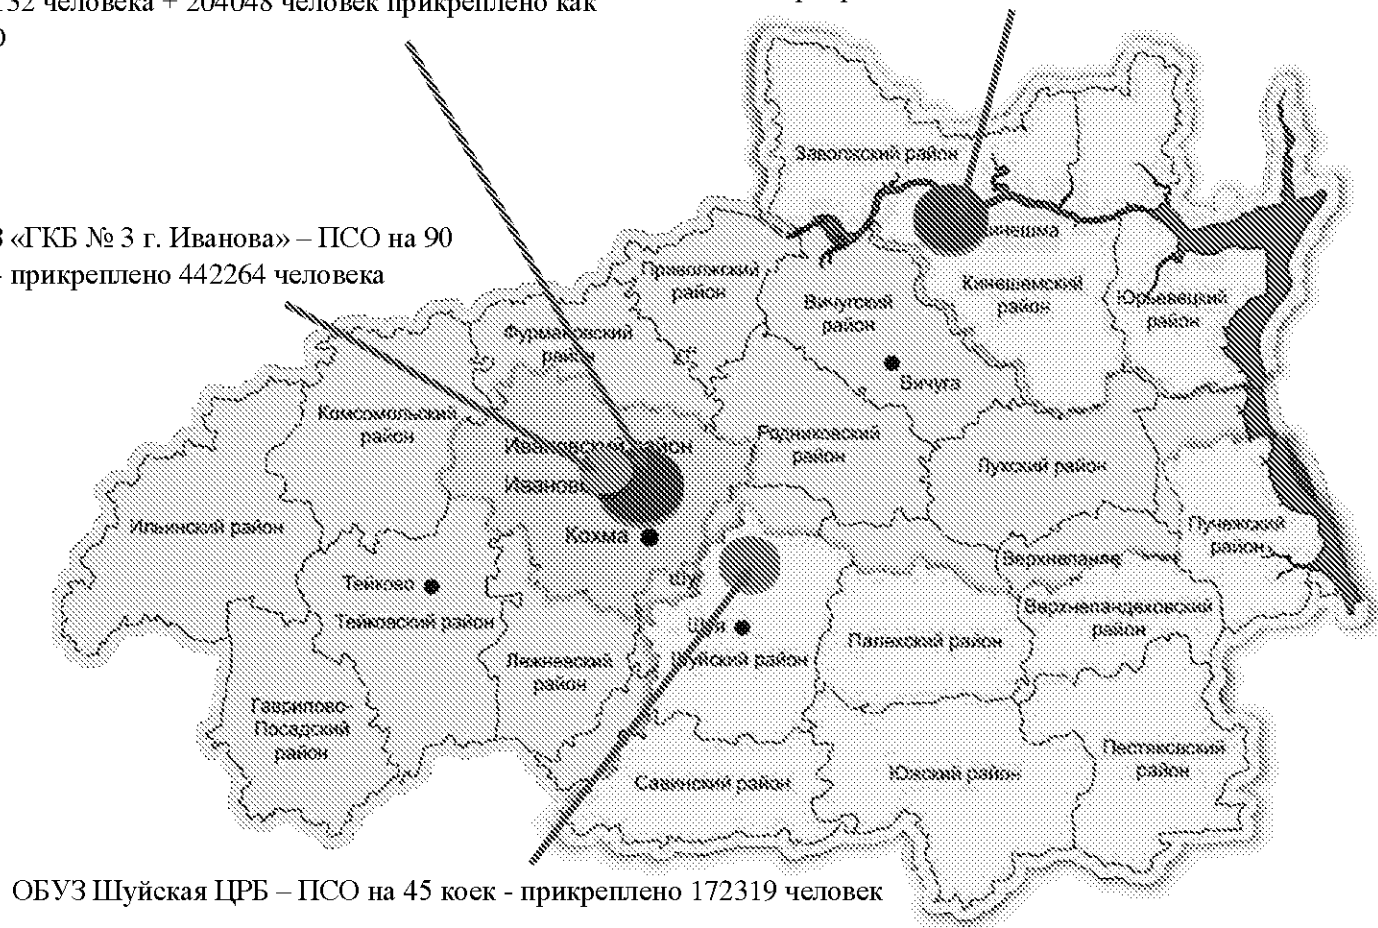 132 человека + 204048 человек прикреплено как
«ГКБ № 3 г. Иванова» – ПСО на 90
- прикреплено 442264 человека
Заволжский район
Кинешма
Приволжский
район
Вичугский
район
Кинешемский
район
Юрьевецкий
район
Фурмановский
район
Вичуга
Комсомольский
район
Ивановский район
Родниковский
район
Лухский район
Иваново
Ильинский район
Кохма
Пучежский
район
Верхнеландех
Тейково
Тейковский район
Шуя
Шуйский район
Палехский район
Верхнеландеховский
район
Лежневский
район
Гаврилово-
Посадский
район
Савинский район
Южский район
Пестяковский
район
ОБУЗ Шуйская ЦРБ – ПСО на 45 коек - прикреплено 172319 человек